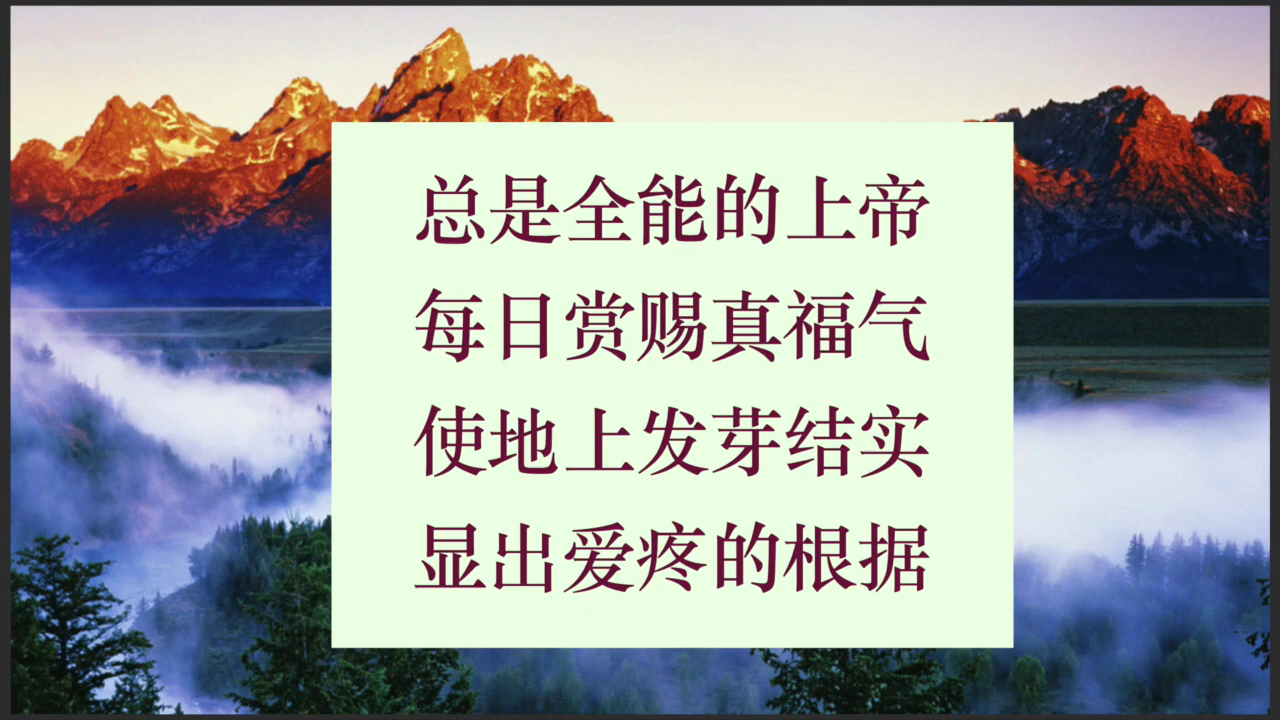 总是全能的上帝
每日赏赐真福气
使地上发芽结实
显出爱疼的根据